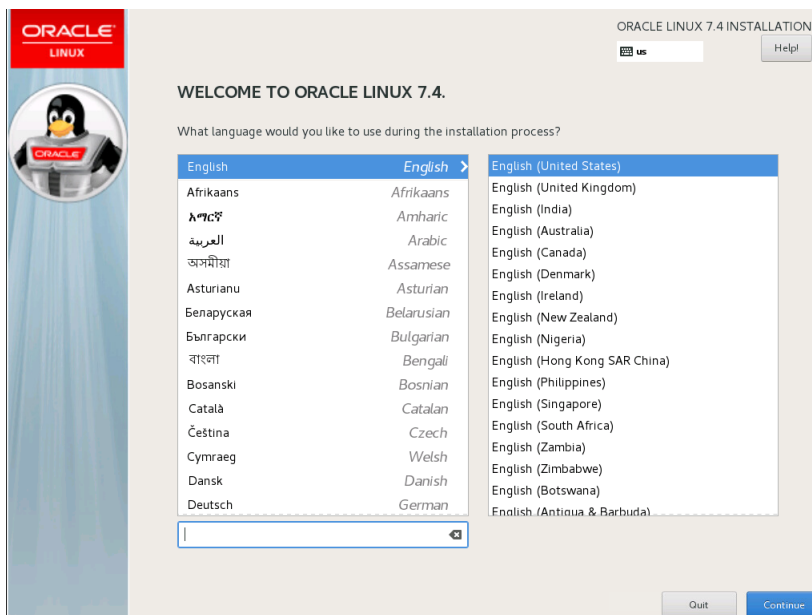 ORACLE
LINUX
ORACLE LINUX 7.4 INSTALLATION
us
Help!
ORACLE
WELCOME TO ORACLE LINUX 7.4.
What language would you like to use during the installation process?
English English
Afrikaans Afrikaans
አማርኛ Amharic
العربية Arabic
অসমীয়া Assamese
Asturianu Asturian
Беларуская Belarusian
Български Bulgarian
বাংলা Bengali
Bosanski Bosnian
Català Catalan
Čeština Czech
Cymraeg Welsh
Dansk Danish
Deutsch German
English (United States)
English (United Kingdom)
English (India)
English (Australia)
English (Canada)
English (Denmark)
English (Ireland)
English (New Zealand)
English (Nigeria)
English (Hong Kong SAR China)
English (Philippines)
English (Singapore)
English (South Africa)
English (Zambia)
English (Zimbabwe)
English (Botswana)
English (Antigua & Barbuda)
Quit
Continue